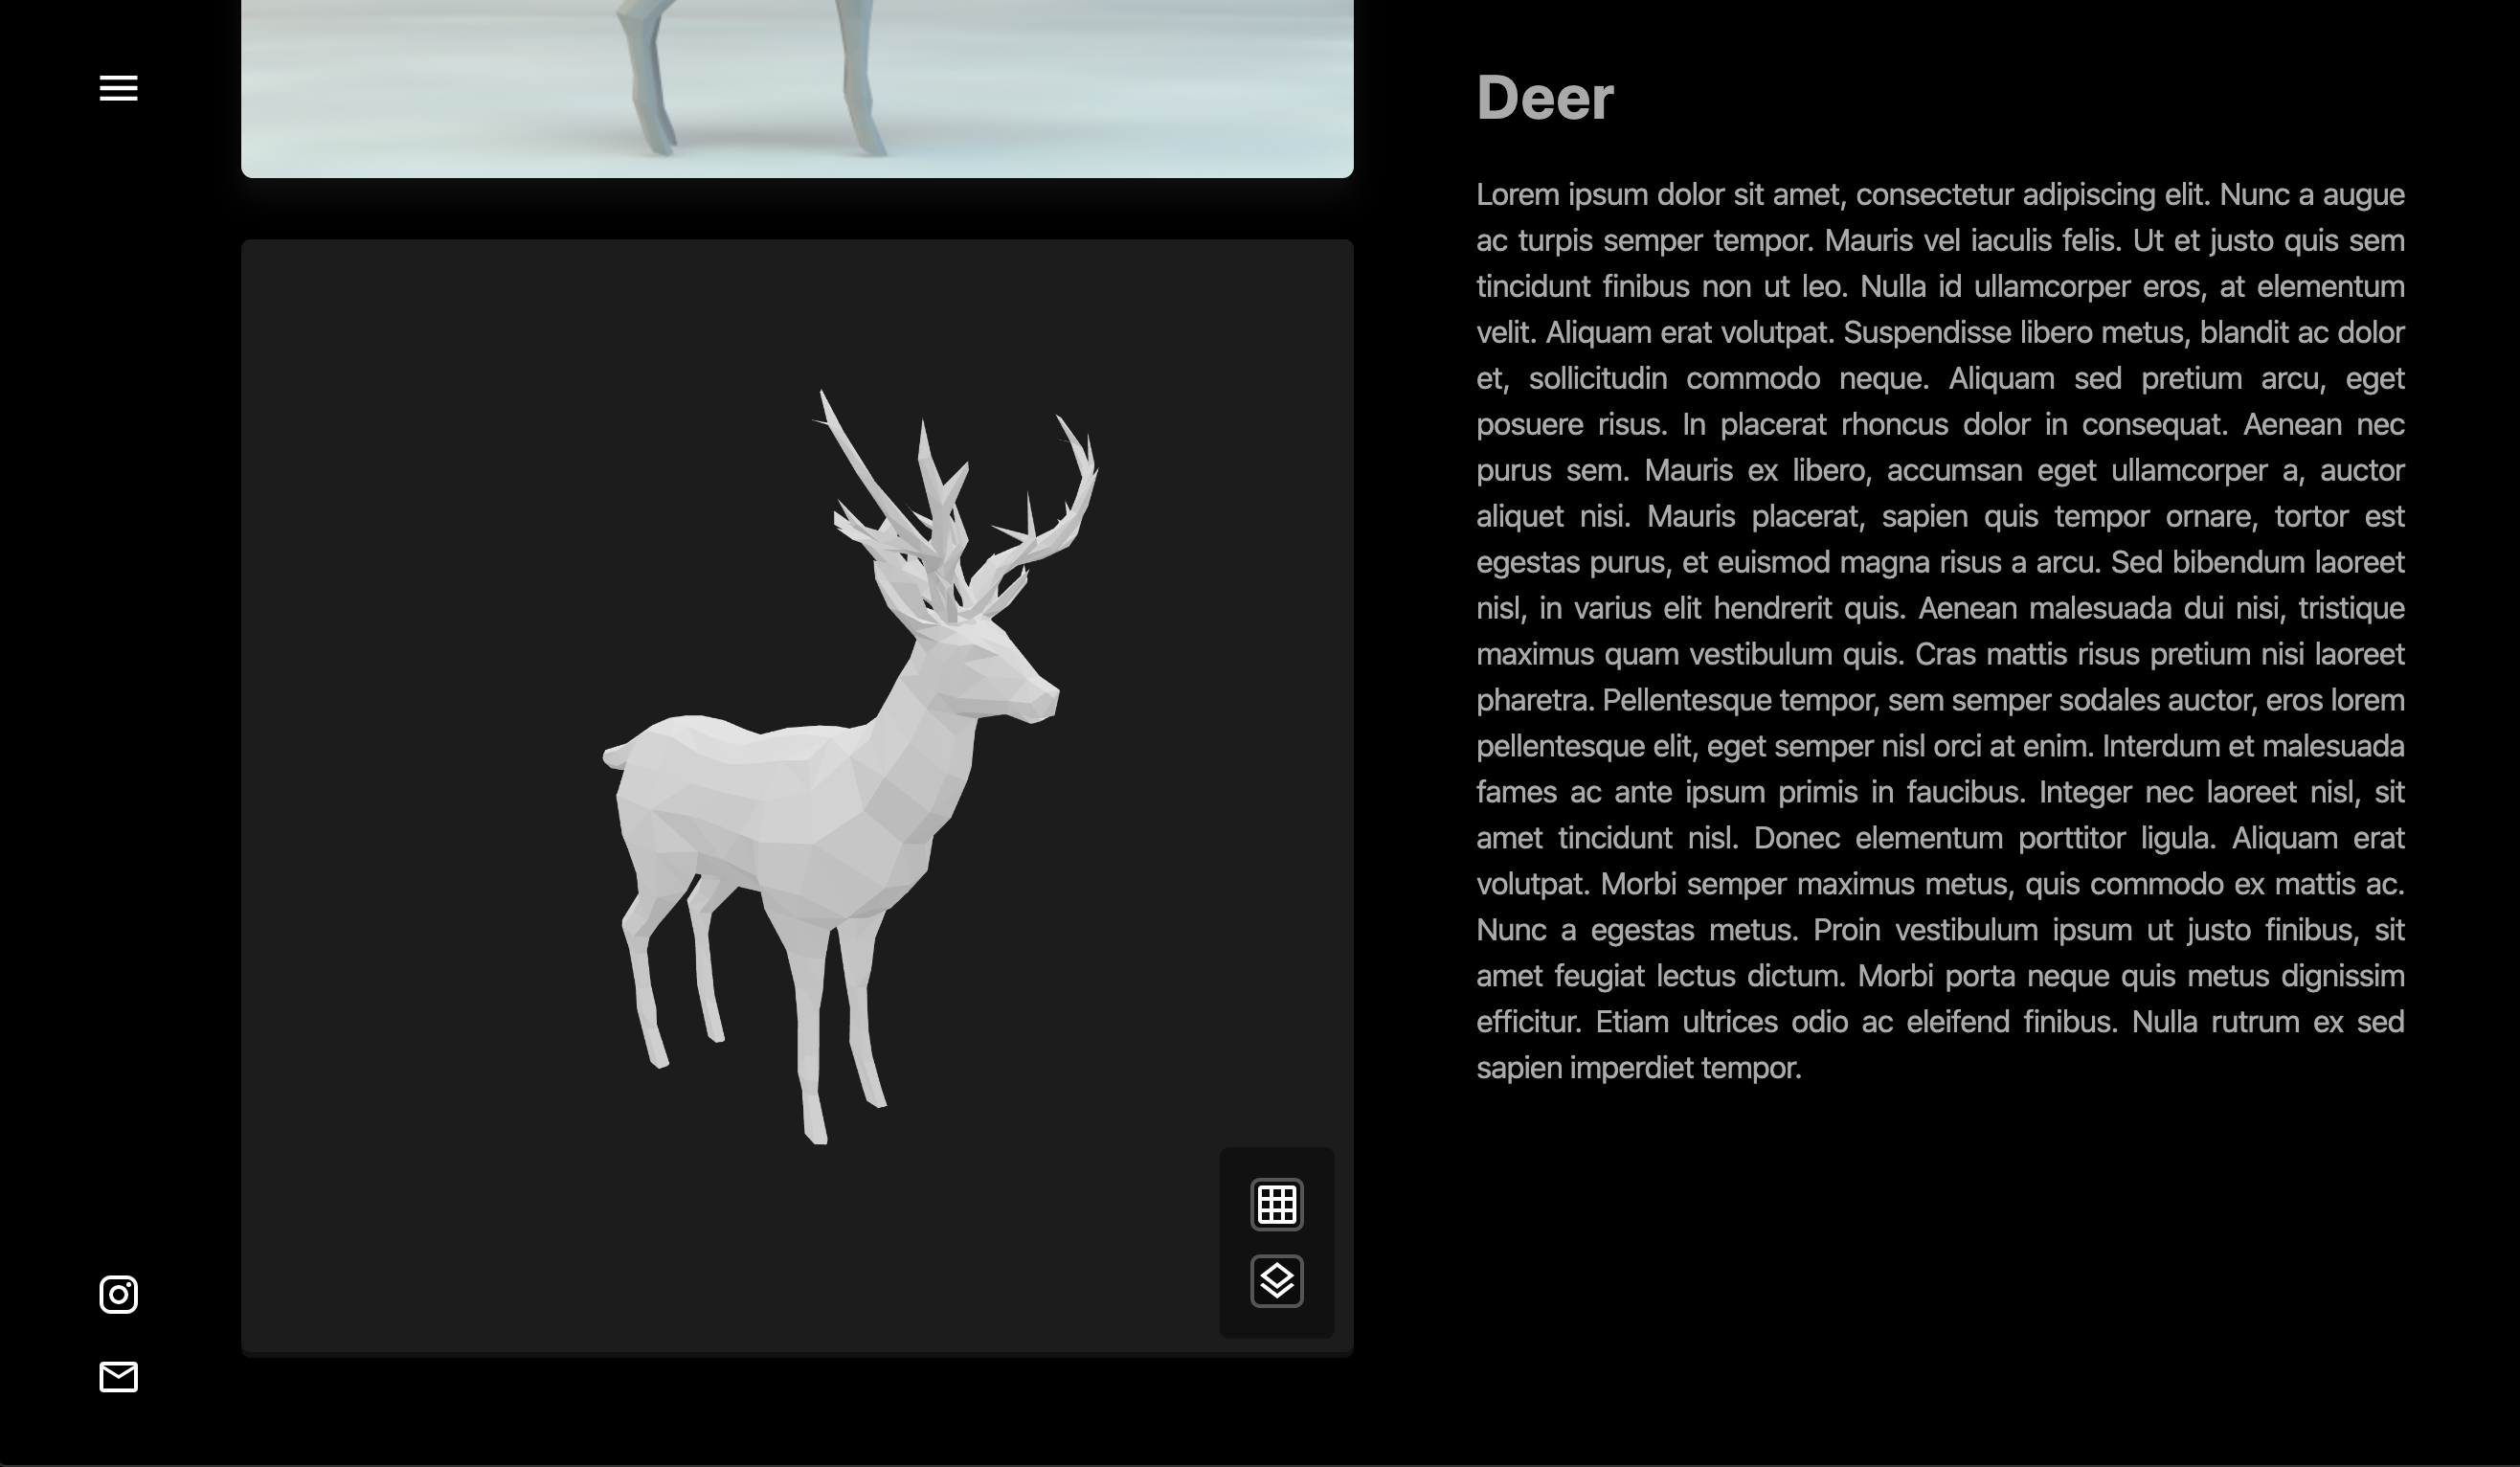 Deer
Lorem ipsum dolor sit amet, consectetur adipiscing elit. Nunc a augue
ac turpis semper tempor. Mauris vel iaculis felis. Ut et justo quis sem
tincidunt finibus non ut leo. Nulla id ullamcorper eros, at elementum
velit. Aliquam erat volutpat. Suspendisse libero metus, blandit ac dolor
et, sollicitudin commodo neque. Aliquam sed pretium arcu, eget
posuere risus. In placerat rhoncus dolor in consequat. Aenean nec
purus sem. Mauris ex libero, accumsan eget ullamcorper a, auctor
aliquet nisi. Mauris placerat, sapien quis tempor ornare, tortor est
egestas purus, et euismod magna risus a arcu. Sed bibendum laoreet
nisl, in varius elit hendrerit quis. Aenean malesuada dui nisi, tristique
maximus quam vestibulum quis. Cras mattis risus pretium nisi laoreet
pharetra. Pellentesque tempor, sem semper sodales auctor, eros lorem
pellentesque elit, eget semper nisl orci at enim. Interdum et malesuada
fames ac ante ipsum primis in faucibus. Integer nec laoreet nisl, sit
amet tincidunt nisl. Donec elementum porttitor ligula. Aliquam erat
volutpat. Morbi semper maximus metus, quis commodo ex mattis ac.
Nunc a egestas metus. Proin vestibulum ipsum ut justo finibus, sit
amet feugiat lectus dictum. Morbi porta neque quis metus dignissim
efficitur. Etiam ultrices odio ac eleifend finibus. Nulla rutrum ex sed
sapien imperdiet tempor.